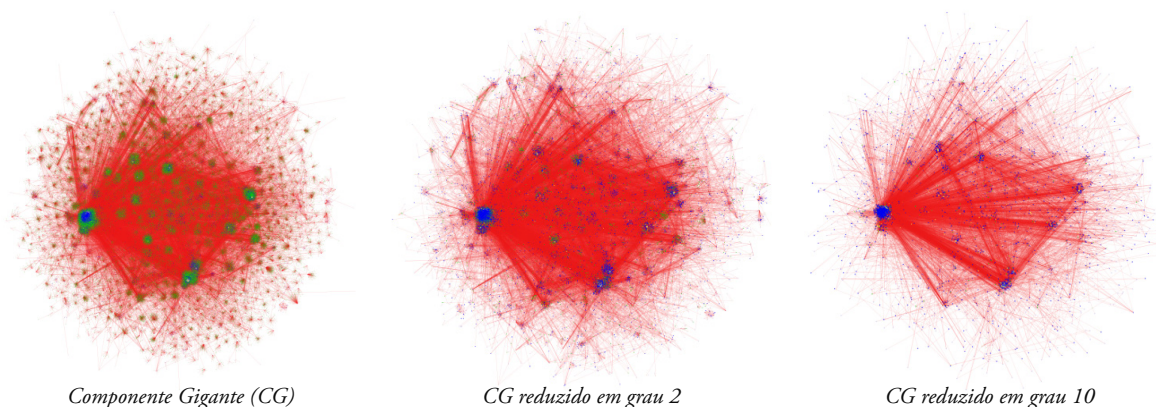 Componente Gigante (CG)
CG reduzido em grau 2
CG reduzido em grau 10